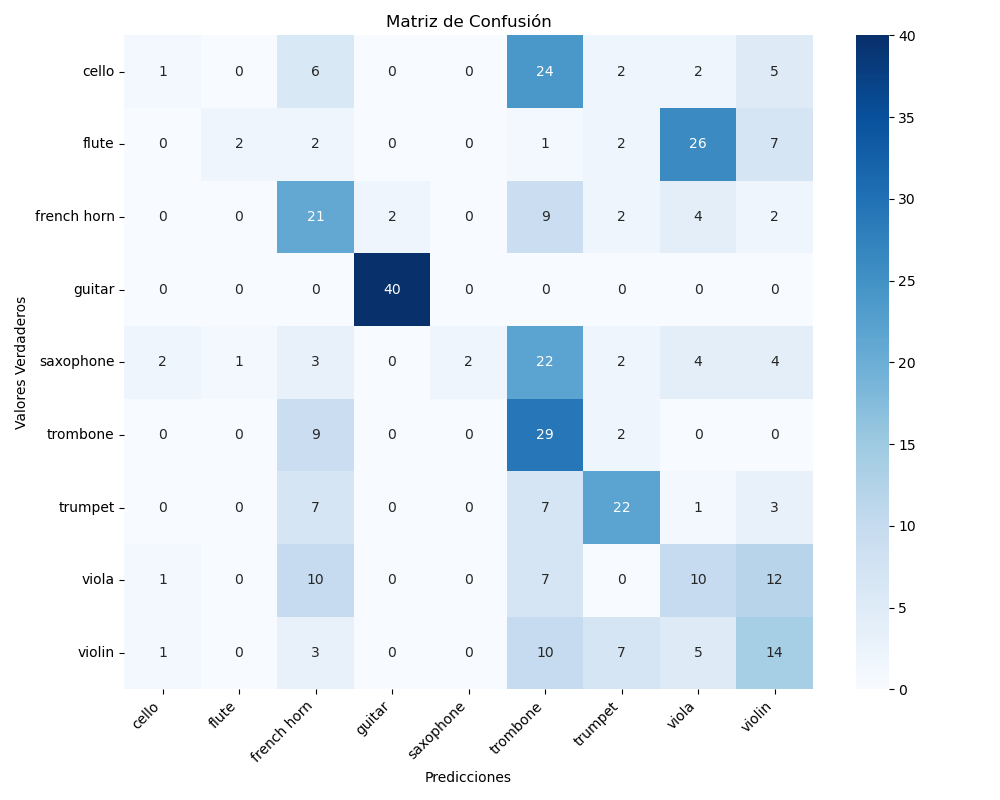 Matriz de Confusión
cello 1 0 6 0 0 24 2 2 5
flute 0 2 2 0 0 1 2 26 7
french horn 0 0 21 2 0 9 2 4 2
guitar 0 0 0 40 0 0 0 0 0
saxophone 2 1 3 0 2 22 2 4 4
trombone 0 0 9 0 0 29 2 0 0
trumpet 0 0 7 0 0 7 22 1 3
viola 1 0 10 0 0 7 0 10 12
violin 1 0 3 0 0 10 7 5 14
Valores Verdaderos
cello flute french horn guitar saxophone trombone trumpet viola violin
Predicciones
40
35
30
25
20
15
10
5
0